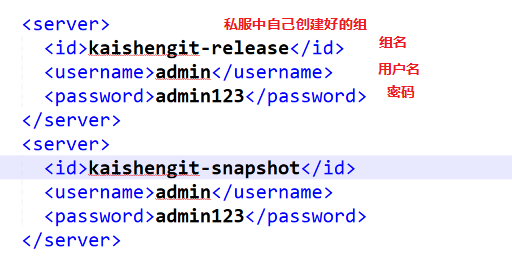 <server> 私服中自己创建好的组
<id>kaishengit-release</id> 组名
<username>admin</username> 用户名
<password>admin123</password> 密码
</server>
<server>
<id>kaishengit-snapshot</id>
<username>admin</username>
<password>admin123</password>
</server>